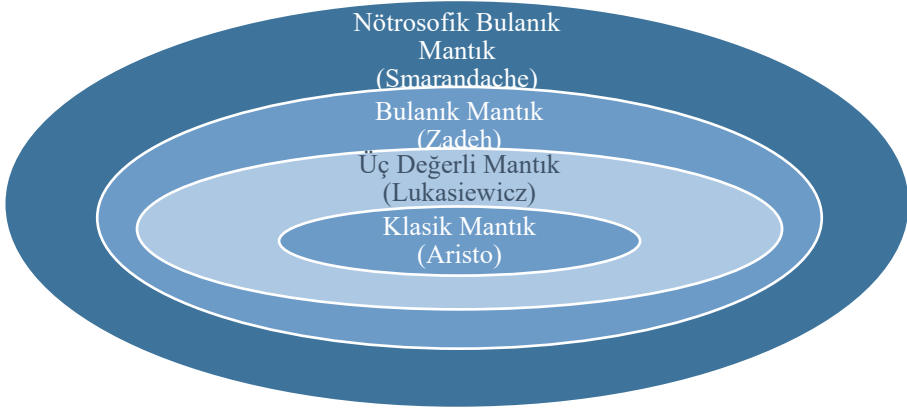 Nötrosofik Bulanık
Mantık
(Smarandache)
Bulanık Mantık
(Zadeh)
Üç Değerli Mantık
(Lukasiewicz)
Klasik Mantık
(Aristo)